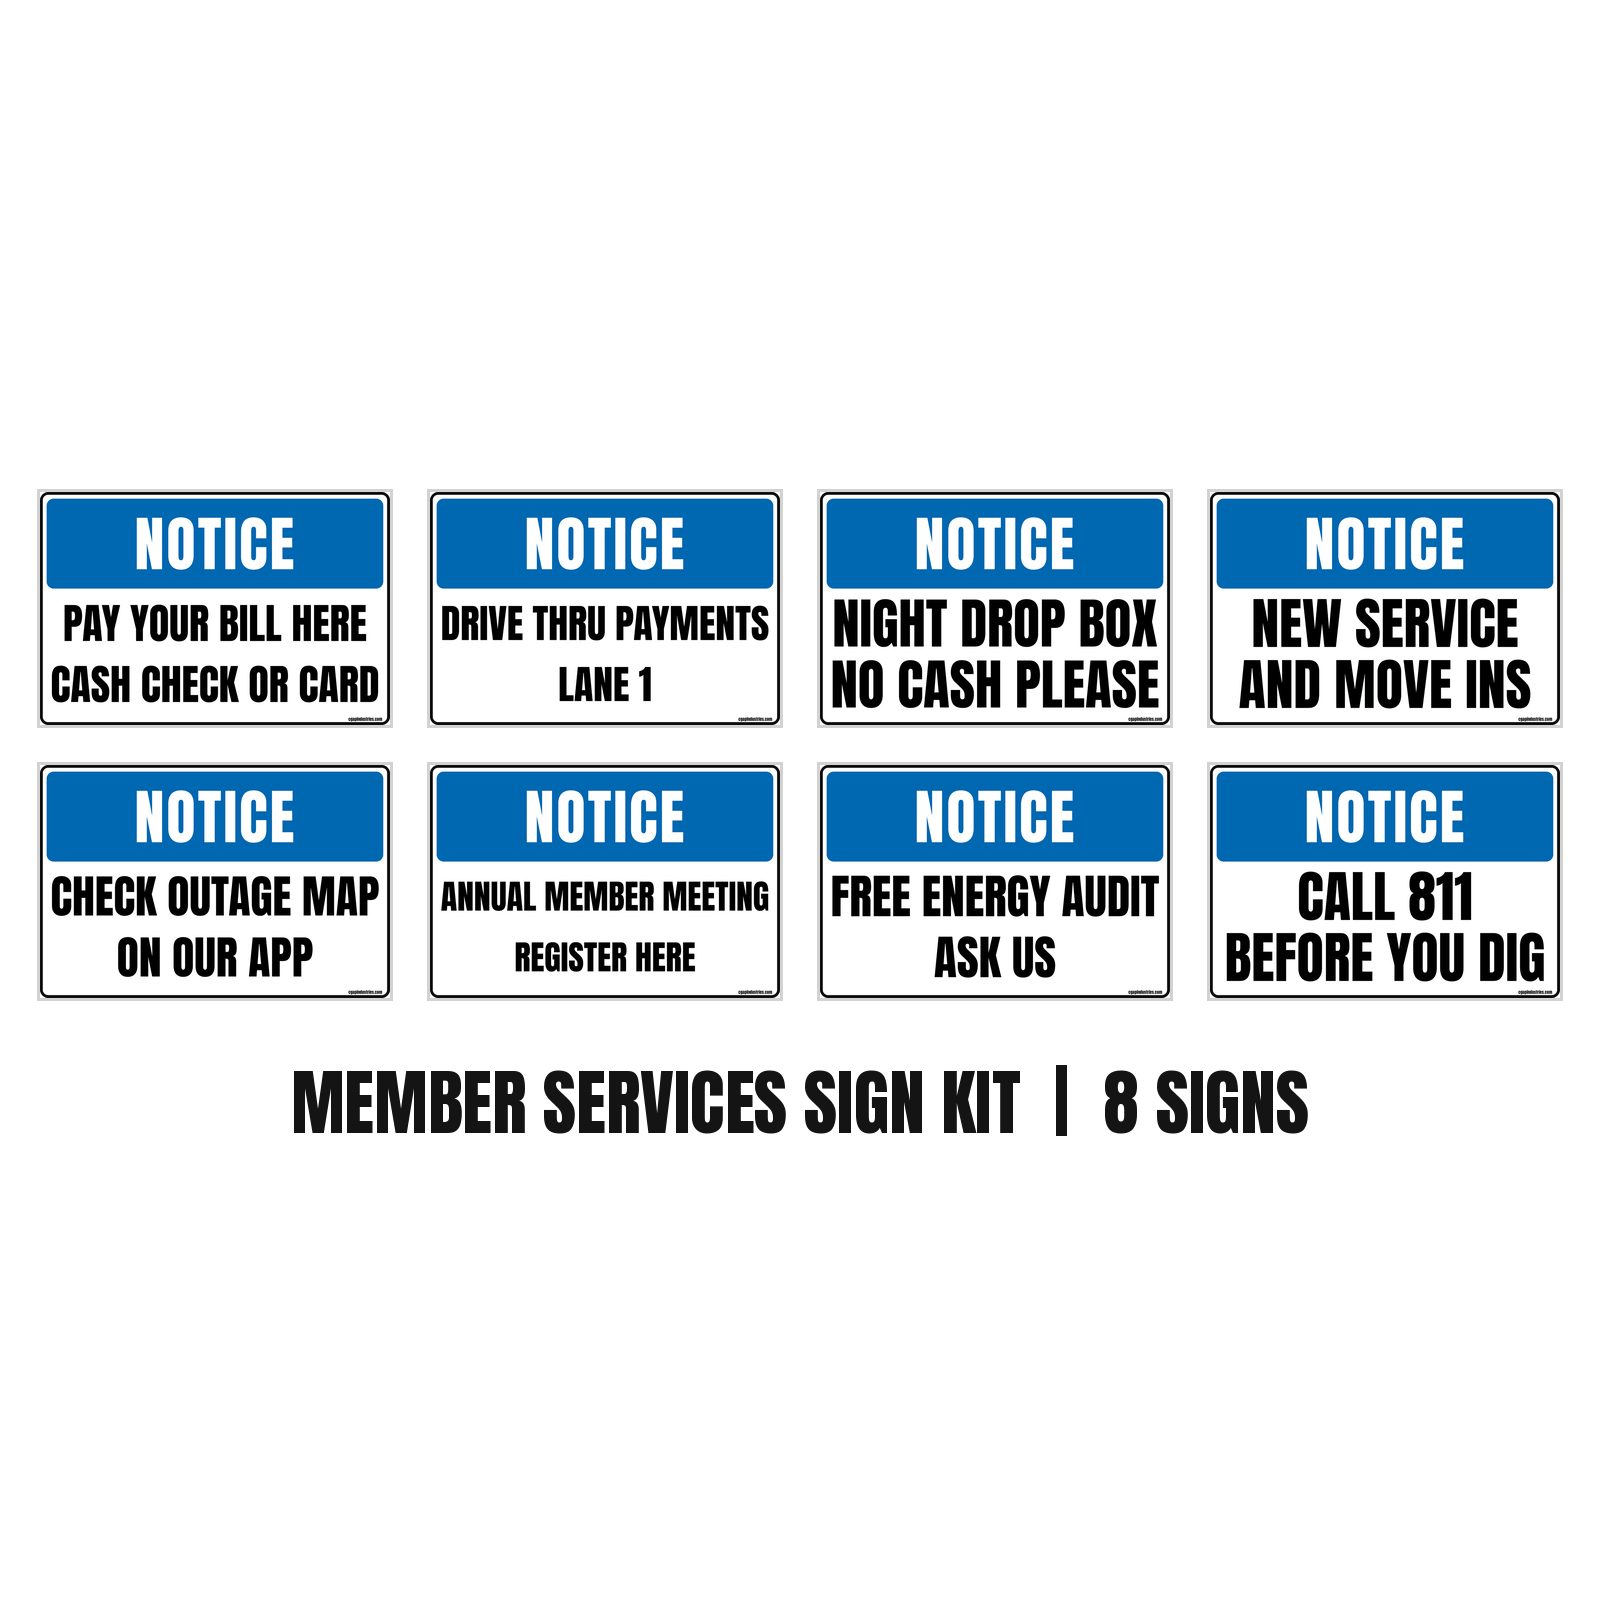 NOTICE
PAY YOUR BILL HERE
CASH CHECK OR CARD
NOTICE
DRIVE THRU PAYMENTS
LANE 1
NOTICE
NIGHT DROP BOX
NO CASH PLEASE
NOTICE
NEW SERVICE
AND MOVE INS
NOTICE
CHECK OUTAGE MAP
ON OUR APP
NOTICE
ANNUAL MEMBER MEETING
REGISTER HERE
NOTICE
FREE ENERGY AUDIT
ASK US
NOTICE
CALL 811
BEFORE YOU DIG
MEMBER SERVICES SIGN KIT | 8 SIGNS